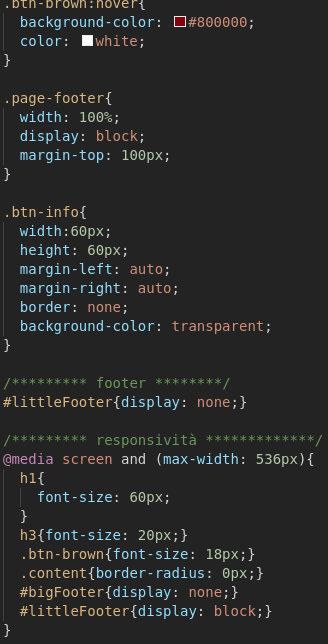 .btn-brown:hover{
background-color: #800000;
color: white;
}
.page-footer{
width: 100%;
display: block;
margin-top: 100px;
}
.btn-info{
width:60px;
height: 60px;
margin-left: auto;
margin-right: auto;
border: none;
background-color: transparent;
}
/********* footer ********/
#littleFooter{display: none;}
/********* responsività *************/
@media screen and (max-width: 536px){
h1{
font-size: 60px;
}
h3{font-size: 20px;}
.btn-brown{font-size: 18px;}
.content{border-radius: 0px;}
#bigFooter{display: none;}
#littleFooter{display: block;}
}